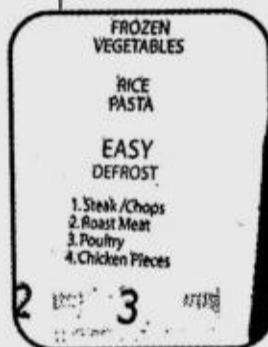 FROZEN
VEGETABLES
RICE
PASTA
EASY
DEFROST
1.Steak/Chops
2.Roast Meat
3.Poultry
4.Chicken Pieces
2 3